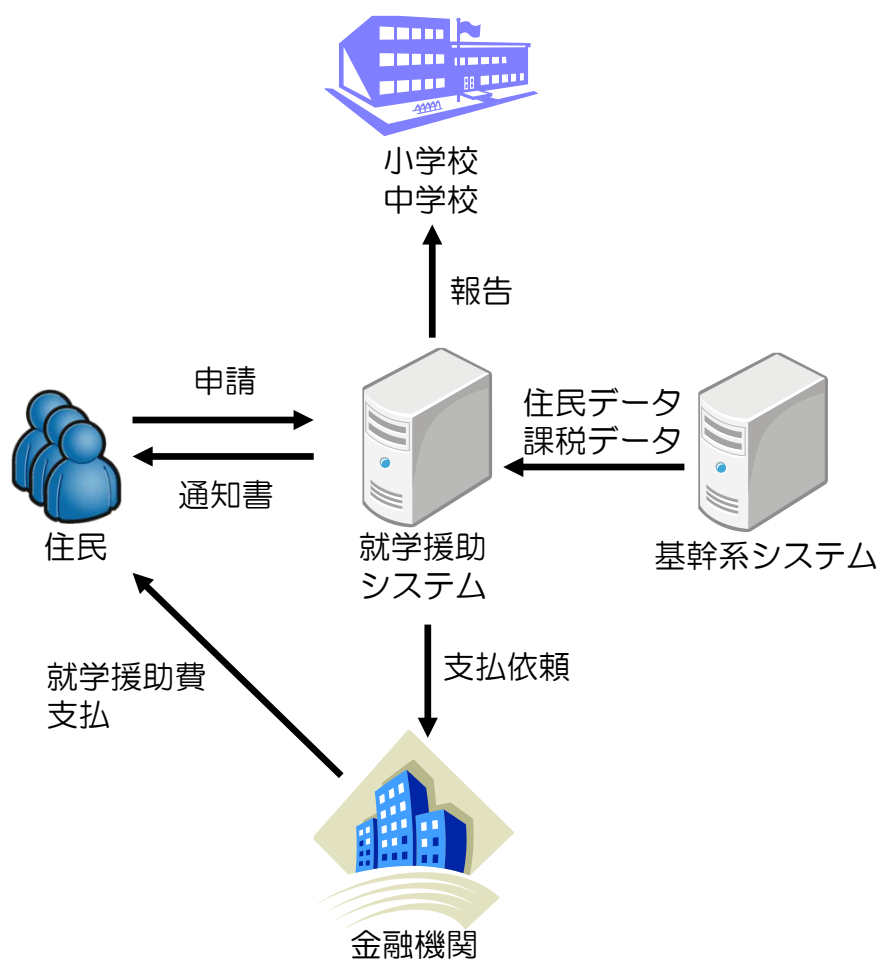 小学校
中学校
報告
申請
住民データ
課税データ
通知書
住民
就学援助
システム
基幹系システム
就学援助費
支払
支払依頼
金融機関